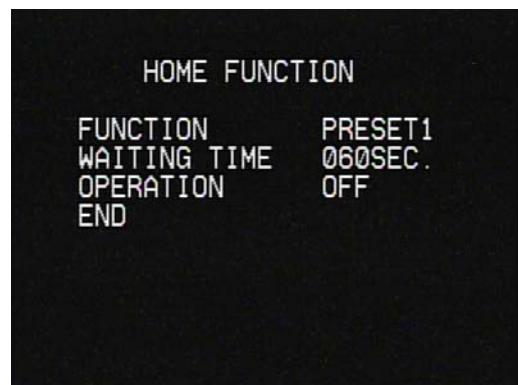 HOME FUNCTION
FUNCTION PRESET1
WAITING TIME 060SEC.
OPERATION OFF
END